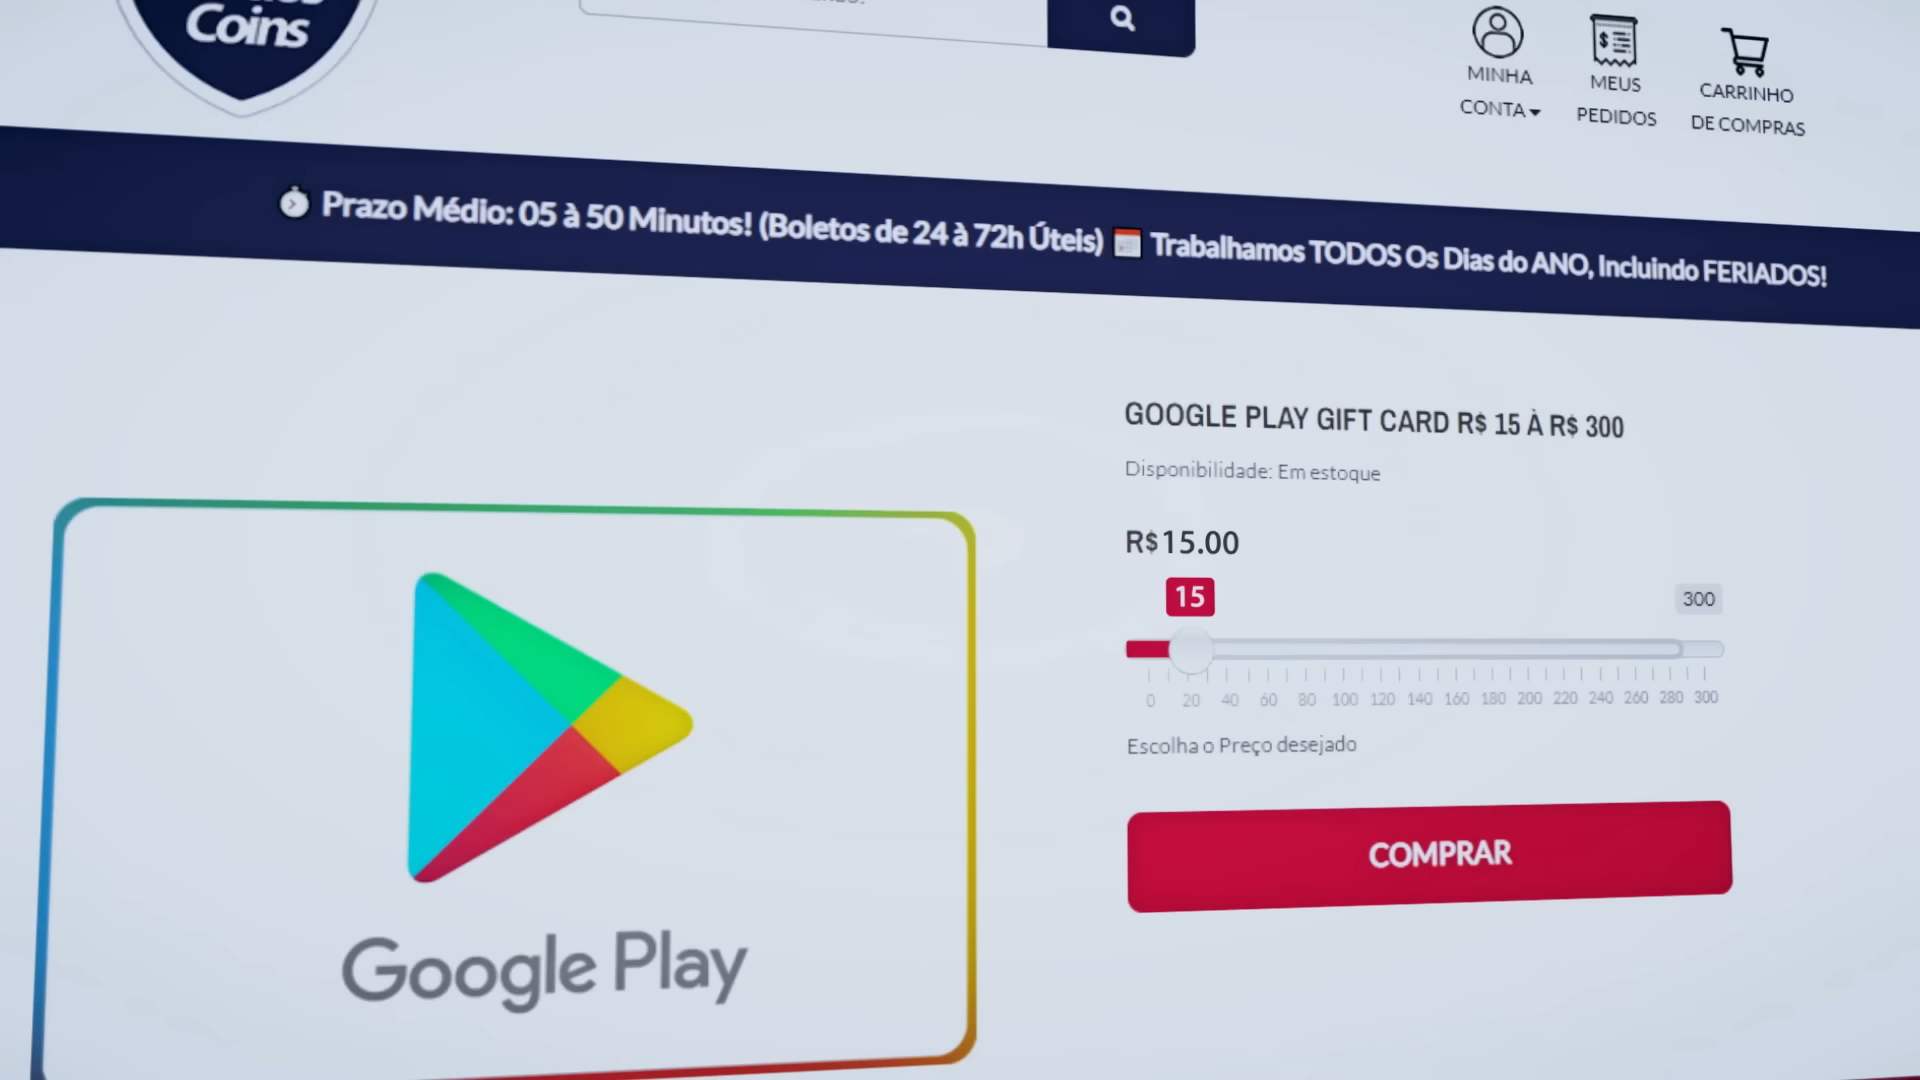 Coins
MINHA
CONTA
MEUS
PEDIDOS
CARRINHO
DE COMPRAS
Prazo Médio: 05 à 50 Minutos! (Boletos de 24 à 72h Úteis) Trabalhamos TODOS Os Dias do ANO, Incluindo FERIADOS!
GOOGLE PLAY GIFT CARD R$ 15 À R$ 300
Disponibilidade: Em estoque
R$15.00
15
300
0 20 40 60 80 100 120 140 160 180 200 220 240 260 280 300
Escolha o Preço desejado
COMPRAR
Google Play